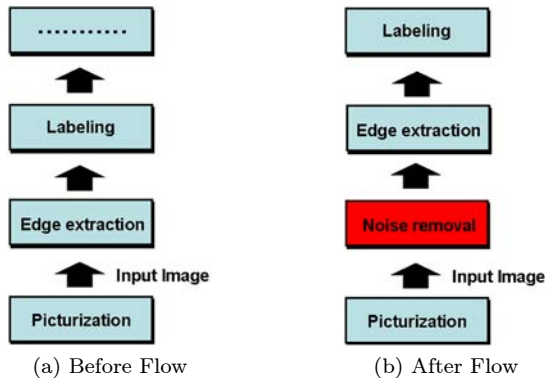 ...........
Labeling
Edge extraction
Input Image
Picturization
(a) Before Flow
Labeling
Edge extraction
Noise removal
Input Image
Picturization
(b) After Flow